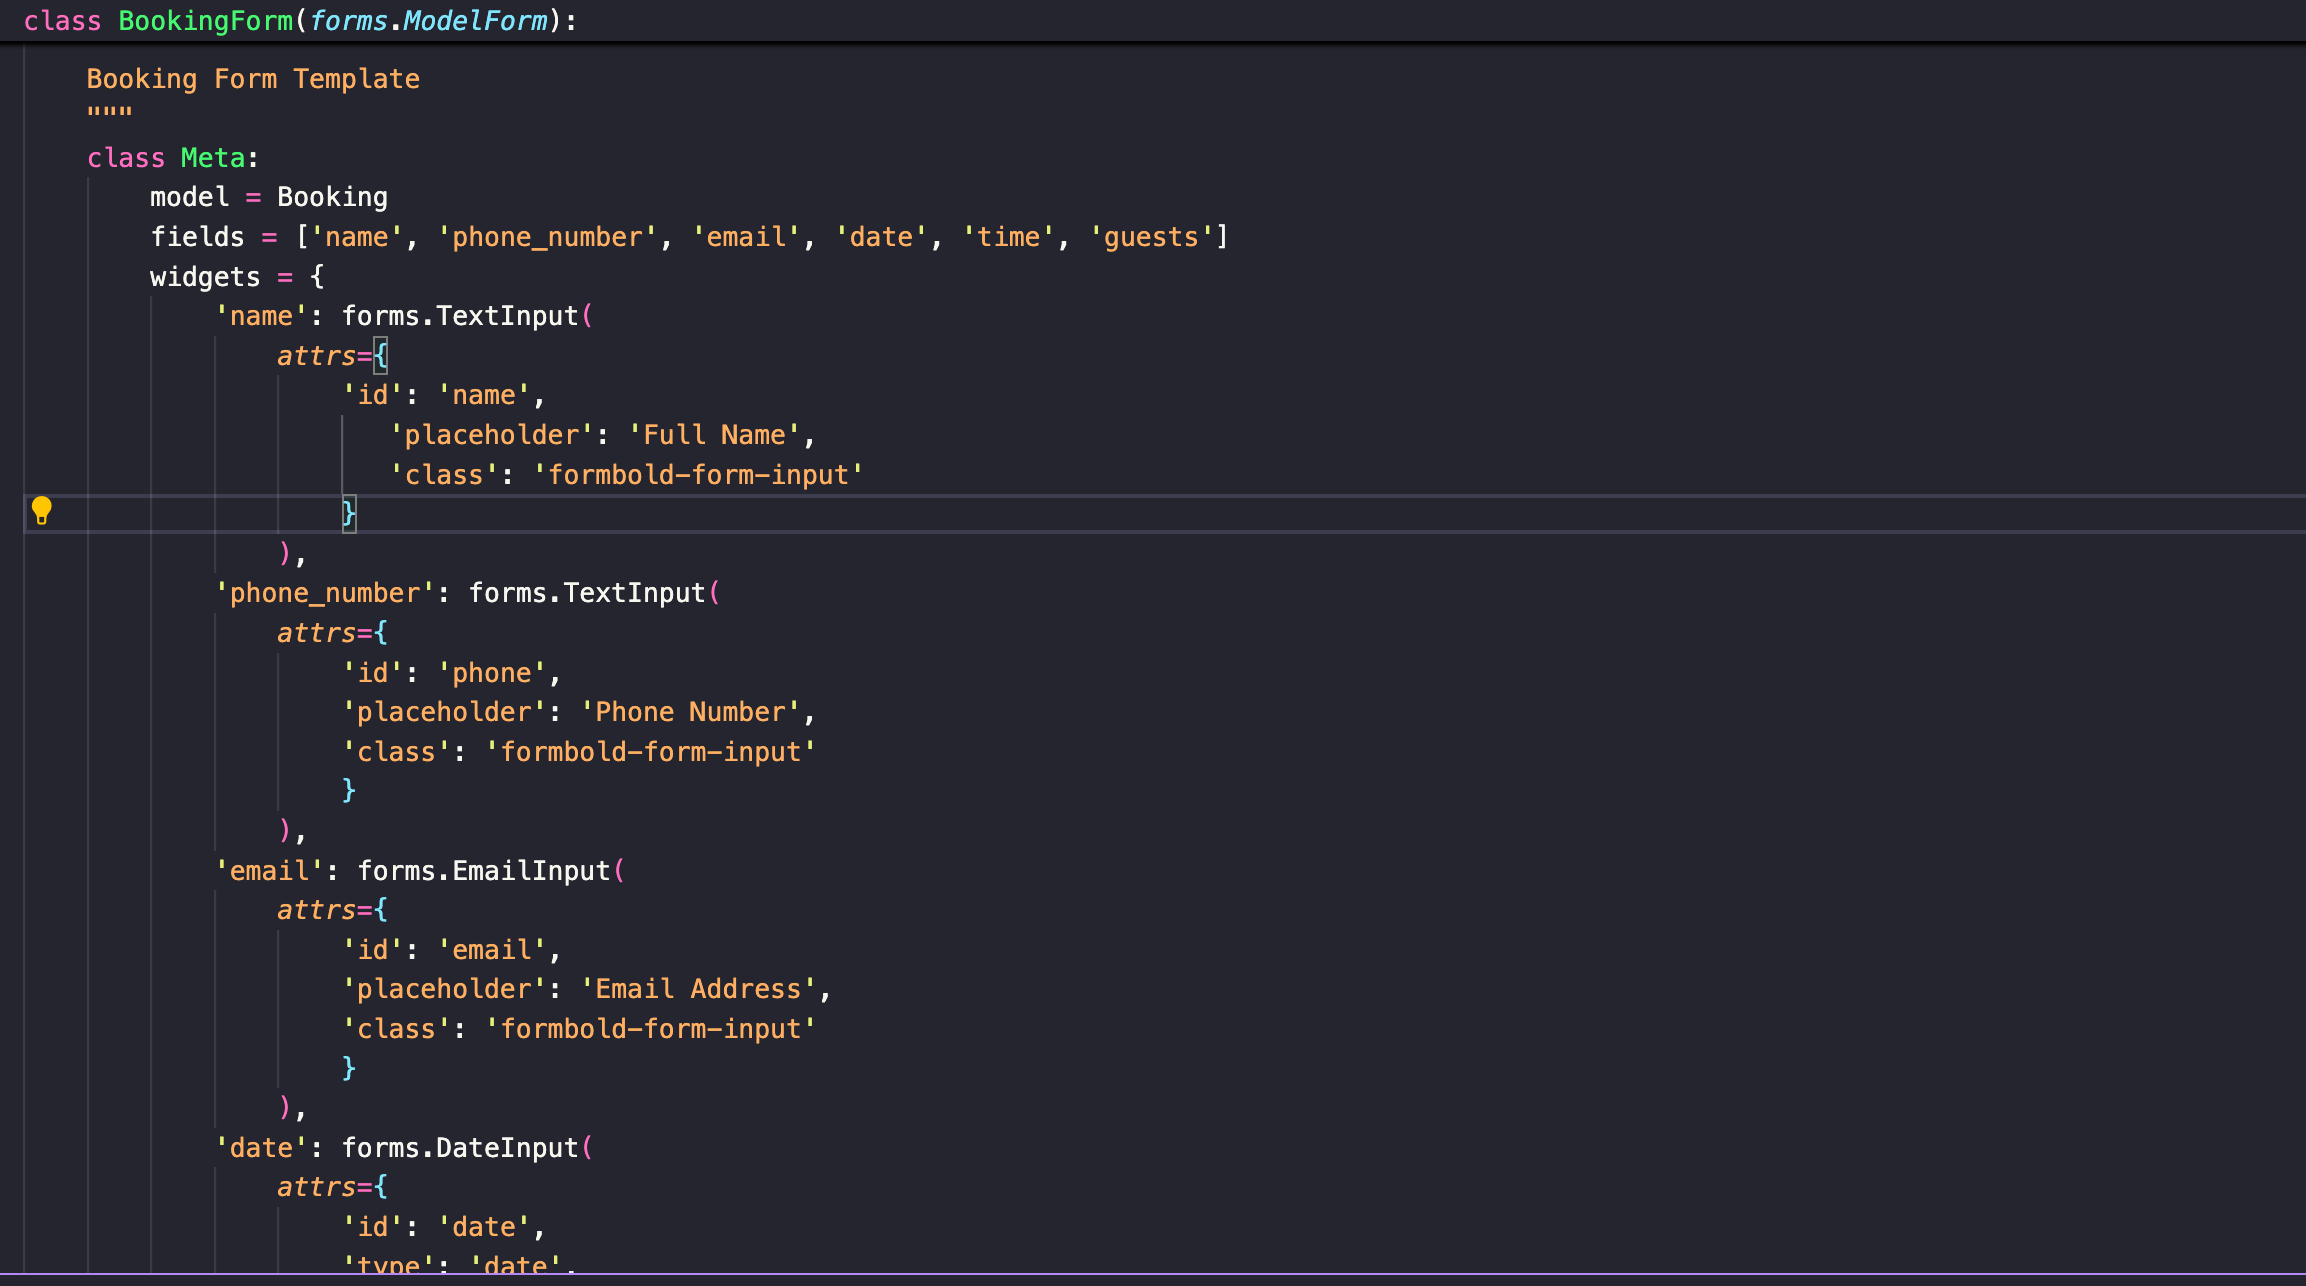 class BookingForm(forms.ModelForm):
Booking Form Template
"""
class Meta:
model = Booking
fields = ['name', 'phone_number', 'email', 'date', 'time', 'guests']
widgets = {
'name': forms.TextInput(
attrs={
'id': 'name',
'placeholder': 'Full Name',
'class': 'formbold-form-input'
}
),
'phone_number': forms.TextInput(
attrs={
'id': 'phone',
'placeholder': 'Phone Number',
'class': 'formbold-form-input'
}
),
'email': forms.EmailInput(
attrs={
'id': 'email',
'placeholder': 'Email Address',
'class': 'formbold-form-input'
}
),
'date': forms.DateInput(
attrs={
'id': 'date',
'type': 'date',